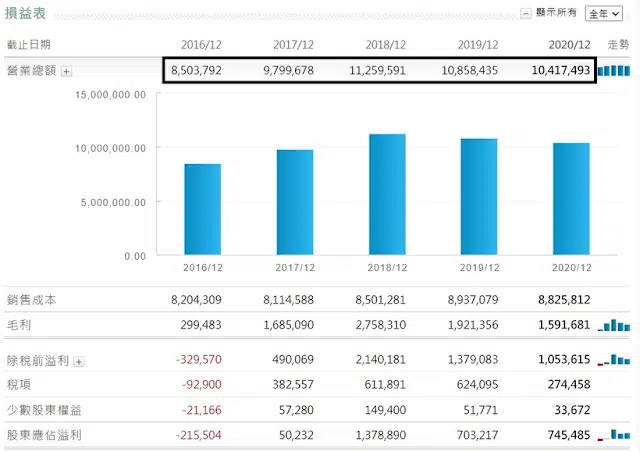 損益表 顯示所有 全年
截止日期 2016/12 2017/12 2018/12 2019/12 2020/12 走勢
營業總額 8,503,792 9,799,678 11,259,591 10,858,435 10,417,493
15,000,000.00
10,000,000.00
5,000,000.00
0.00
2016/12 2017/12 2018/12 2019/12 2020/12
銷售成本 8,204,309 8,114,588 8,501,281 8,937,079 8,825,812
毛利 299,483 1,685,090 2,758,310 1,921,356 1,591,681
除稅前溢利 -329,570 490,069 2,140,181 1,379,083 1,053,615
稅項 -92,900 382,557 611,891 624,095 274,458
少數股東權益 -21,166 57,280 149,400 51,771 33,672
股東應佔溢利 -215,504 50,232 1,378,890 703,217 745,485